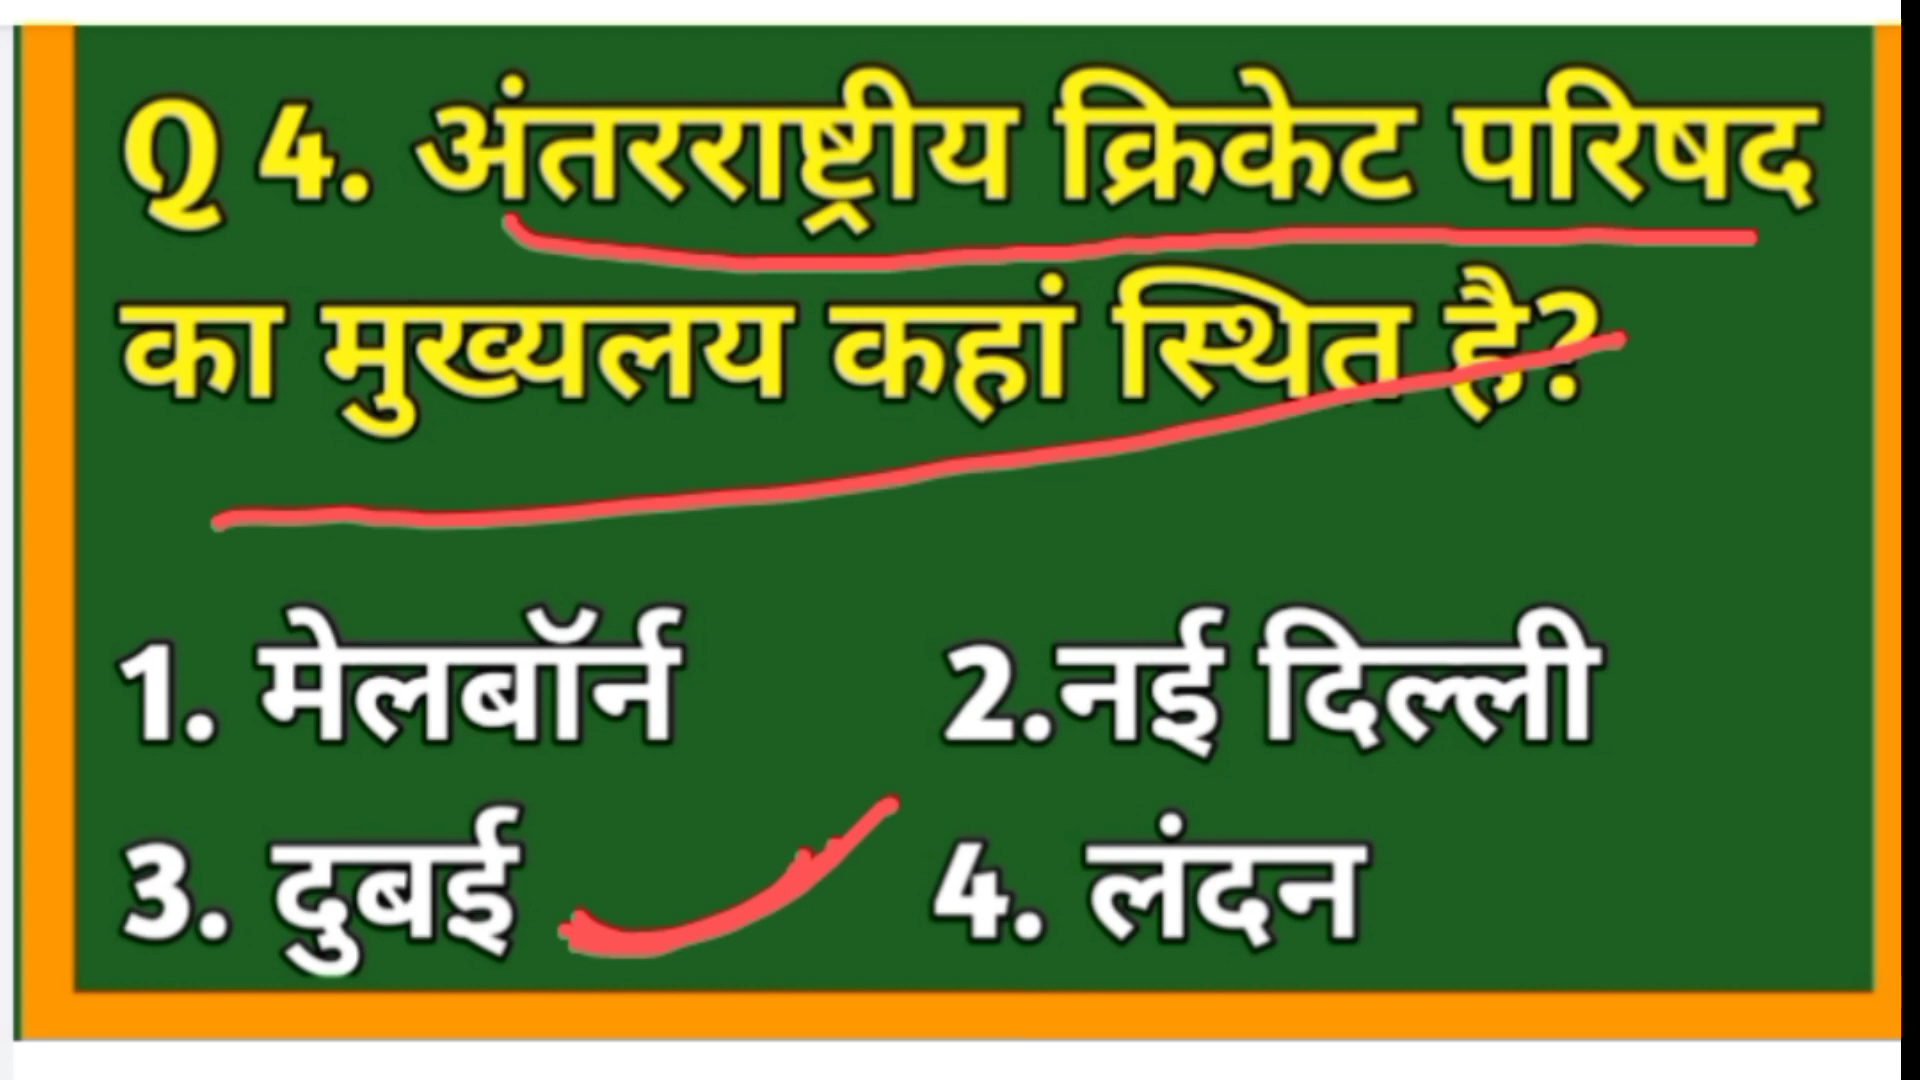 Q 4. अंतरराष्ट्रीय क्रिकेट परिषद
का मुख्यलय कहां स्थित है?
1. मेलबॉर्न 2.नई दिल्ली
3. दुबई 4. लंदन